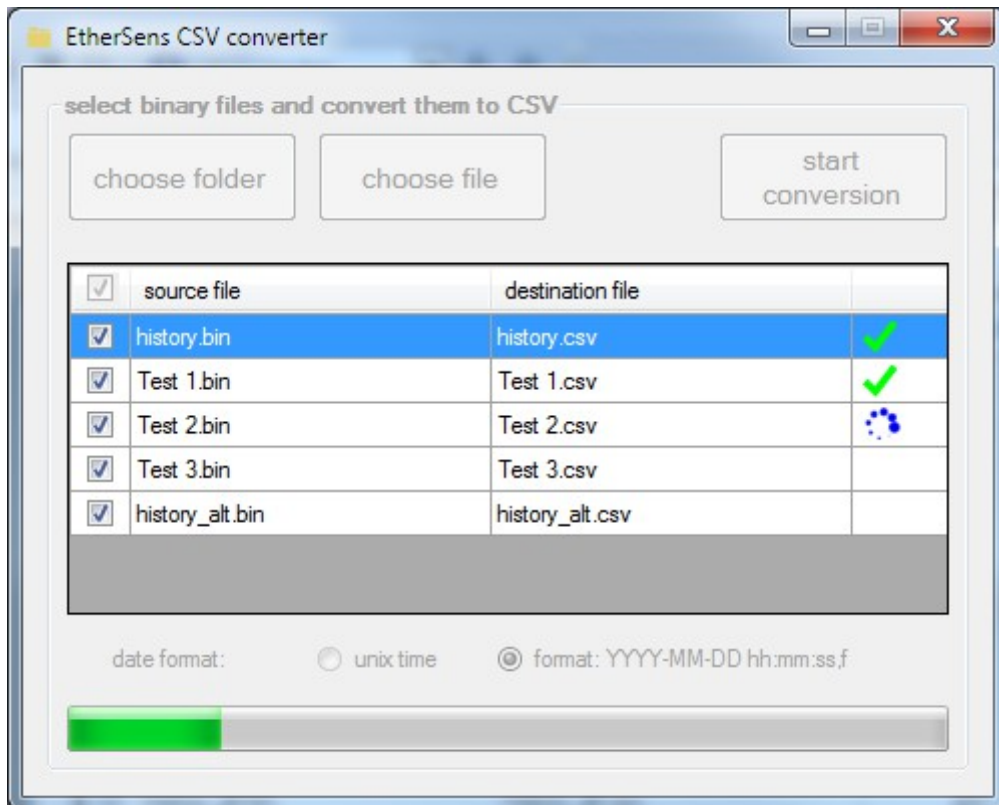 EtherSens CSV converter
select binary files and convert them to CSV
choose folder
choose file
start
conversion
source file destination file
history.bin history.csv
Test 1.bin Test 1.csv
Test 2.bin Test 2.csv
Test 3.bin Test 3.csv
history_alt.bin history_alt.csv
date format: unix time format: YYYY-MM-DD hh:mm:ss,f